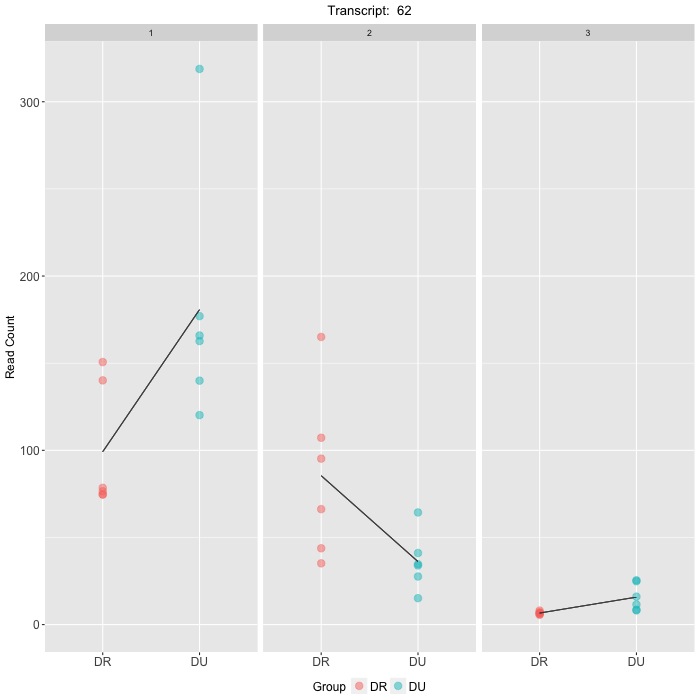 Transcript:  62
1 2 3
300
200
100
0
Read Count
DR DU DR DU DR DU
Group DR DU